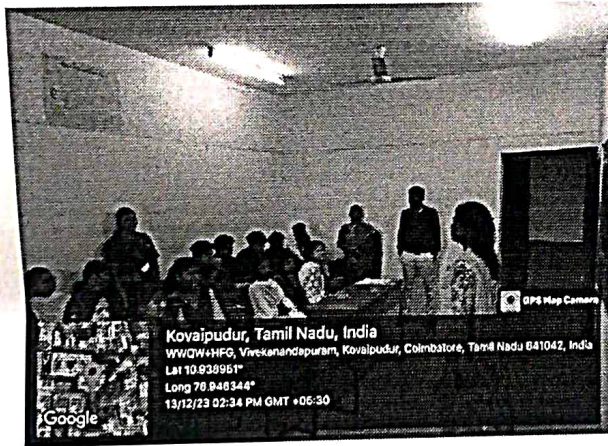 GPS Map Camera
Kovaipudur, Tamil Nadu, India
WWQW+HFG, Vivekanandapuram, Kovaipudur, Coimbatore, Tamil Nadu 641042, India
Lat 10.938951°
Long 76.946344°
13/12/23 02:34 PM GMT +05:30
Google